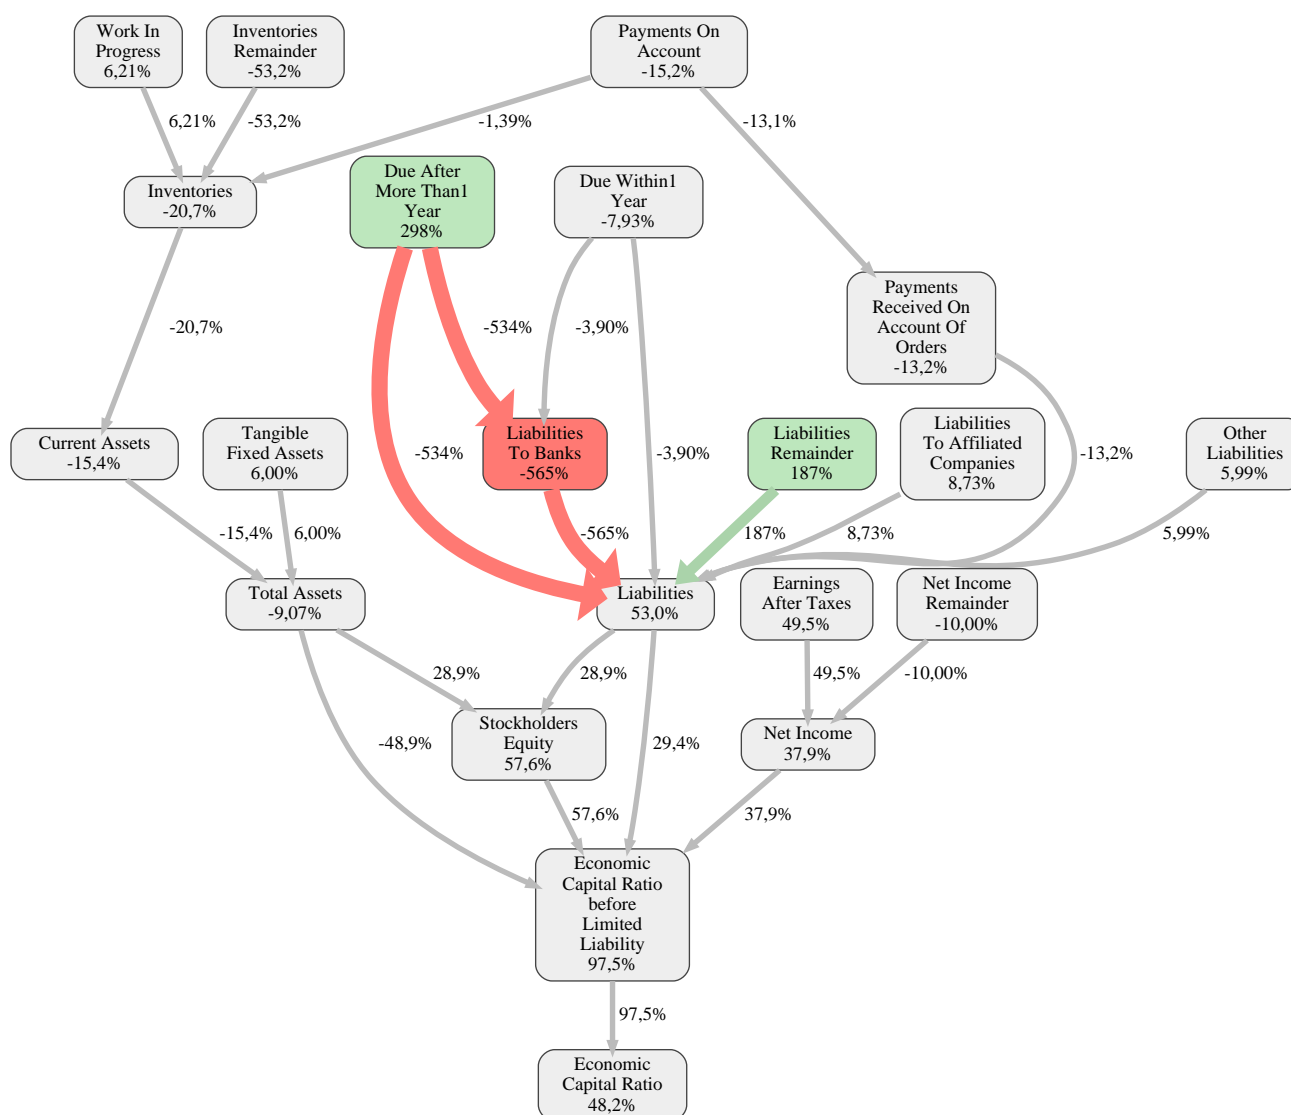 Work In
Progress
6,21%
Inventories
Remainder
-53,2%
Payments On
Account
-15,2%
6,21%
-53,2%
-1,39%
-13,1%
Inventories
-20,7%
Due After
More Than1
Year
298%
Due Within1
Year
-7,93%
Payments
Received On
Account Of
Orders
-13,2%
-20,7%
-534%
-3,90%
Current Assets
-15,4%
Tangible
Fixed Assets
6,00%
-534%
Liabilities
To Banks
-565%
-3,90%
Liabilities
Remainder
187%
Liabilities
To Affiliated
Companies
8,73%
-13,2%
Other
Liabilities
5,99%
-15,4%
6,00%
-565%
187%
8,73%
5,99%
Total Assets
-9,07%
Liabilities
53,0%
Earnings
After Taxes
49,5%
Net Income
Remainder
-10,00%
28,9%
28,9%
49,5%
-10,00%
-48,9%
Stockholders
Equity
57,6%
29,4%
Net Income
37,9%
57,6%
37,9%
Economic
Capital Ratio
before
Limited
Liability
97,5%
97,5%
Economic
Capital Ratio
48,2%